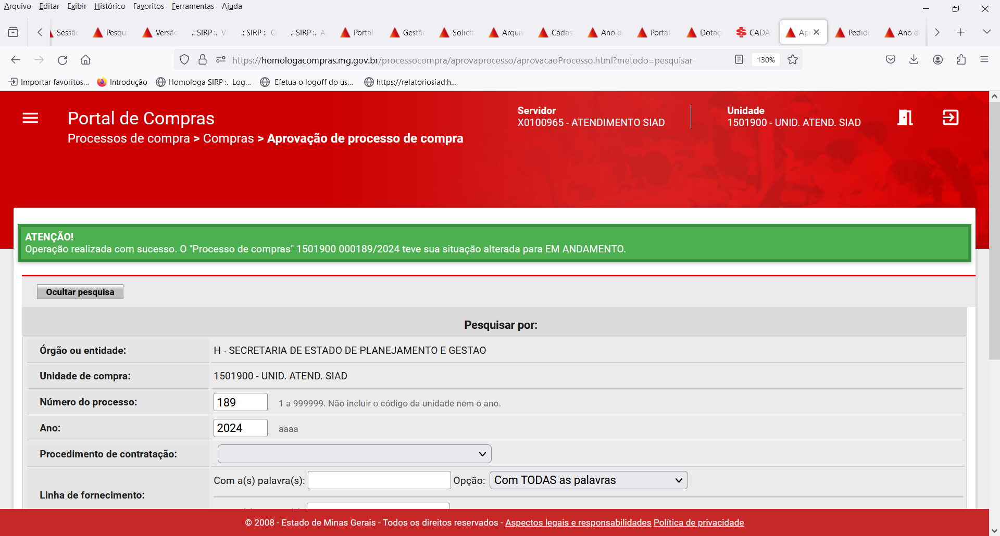 Arquivo Editar Exibir Histórico Favoritos Ferramentas Ajuda
Sessão Pesqui Versão .: SIRP :. V .: SIRP :. C .: SIRP :. A Portal Gestão Solicit Arquiv Cadas Ano d Portal Dotaç CADA Apr Pedido Ano d
https://homologacompras.mg.gov.br/processocompra/aprovaprocesso/aprovacaoProcesso.html?metodo=pesquisar 130%
Importar favoritos... Introdução Homologa SIRP :. Log... Efetua o logoff do us... https://relatoriosiad.h...
Portal de Compras
Processos de compra > Compras > Aprovação de processo de compra
Servidor
X0100965 - ATENDIMENTO SIAD
Unidade
1501900 - UNID. ATEND. SIAD
ATENÇÃO!
Operação realizada com sucesso. O "Processo de compras" 1501900 000189/2024 teve sua situação alterada para EM ANDAMENTO.
Ocultar pesquisa
Pesquisar por:
Órgão ou entidade: H - SECRETARIA DE ESTADO DE PLANEJAMENTO E GESTAO
Unidade de compra: 1501900 - UNID. ATEND. SIAD
Número do processo: 189 1 a 999999. Não incluir o código da unidade nem o ano.
Ano: 2024 aaaa
Procedimento de contratação:
Com a(s) palavra(s): Opção: Com TODAS as palavras
Linha de fornecimento:
© 2008 - Estado de Minas Gerais - Todos os direitos reservados - Aspectos legais e responsabilidades Política de privacidade